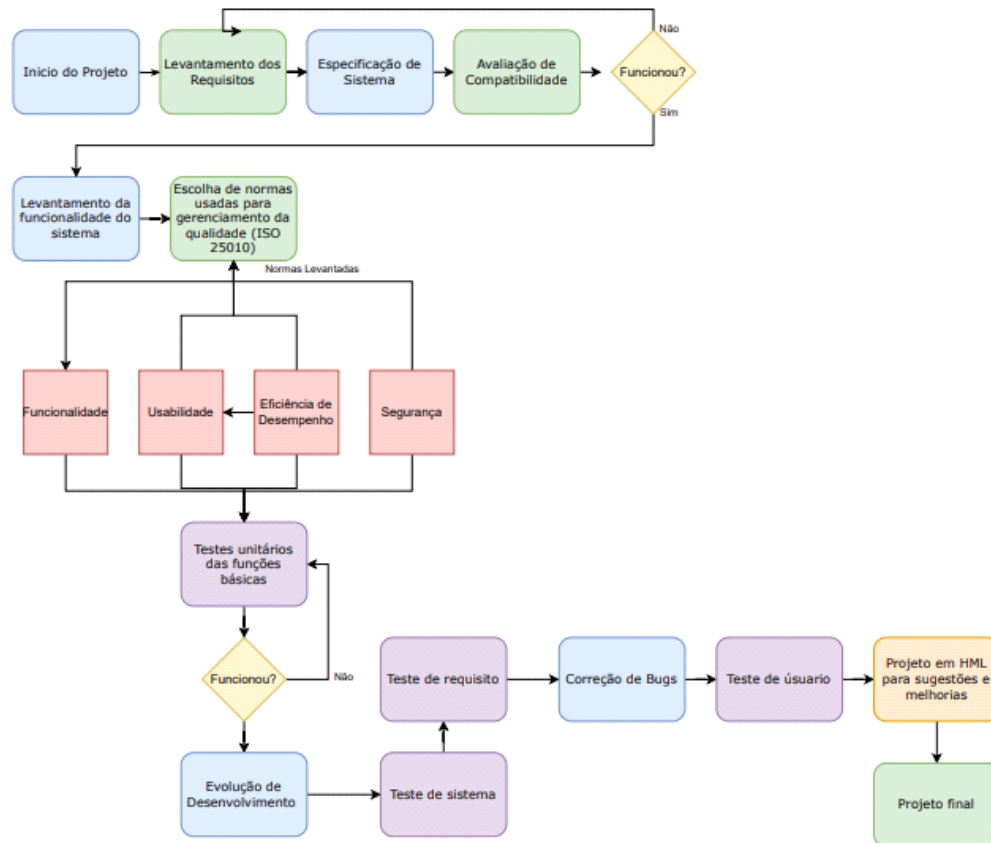 Não
Inicio do Projeto
Levantamento dos
Requisitos
Especificação de
Sistema
Avaliação de
Compatibilidade
Funcionou?
Sim
Levantamento da
funcionalidade do
sistema
Escolha de normas
usadas para
gerenciamento da
qualidade (ISO
25010)
Normas Levantadas
Funcionalidade
Usabilidade
Eficiência de
Desempenho
Segurança
Testes unitários
das funções
básicas
Funcionou?
Não
Teste de requisito
Correção de Bugs
Teste de úsuario
Projeto em HML
para sugestões e
melhorias
Evolução de
Desenvolvimento
Teste de sistema
Projeto final